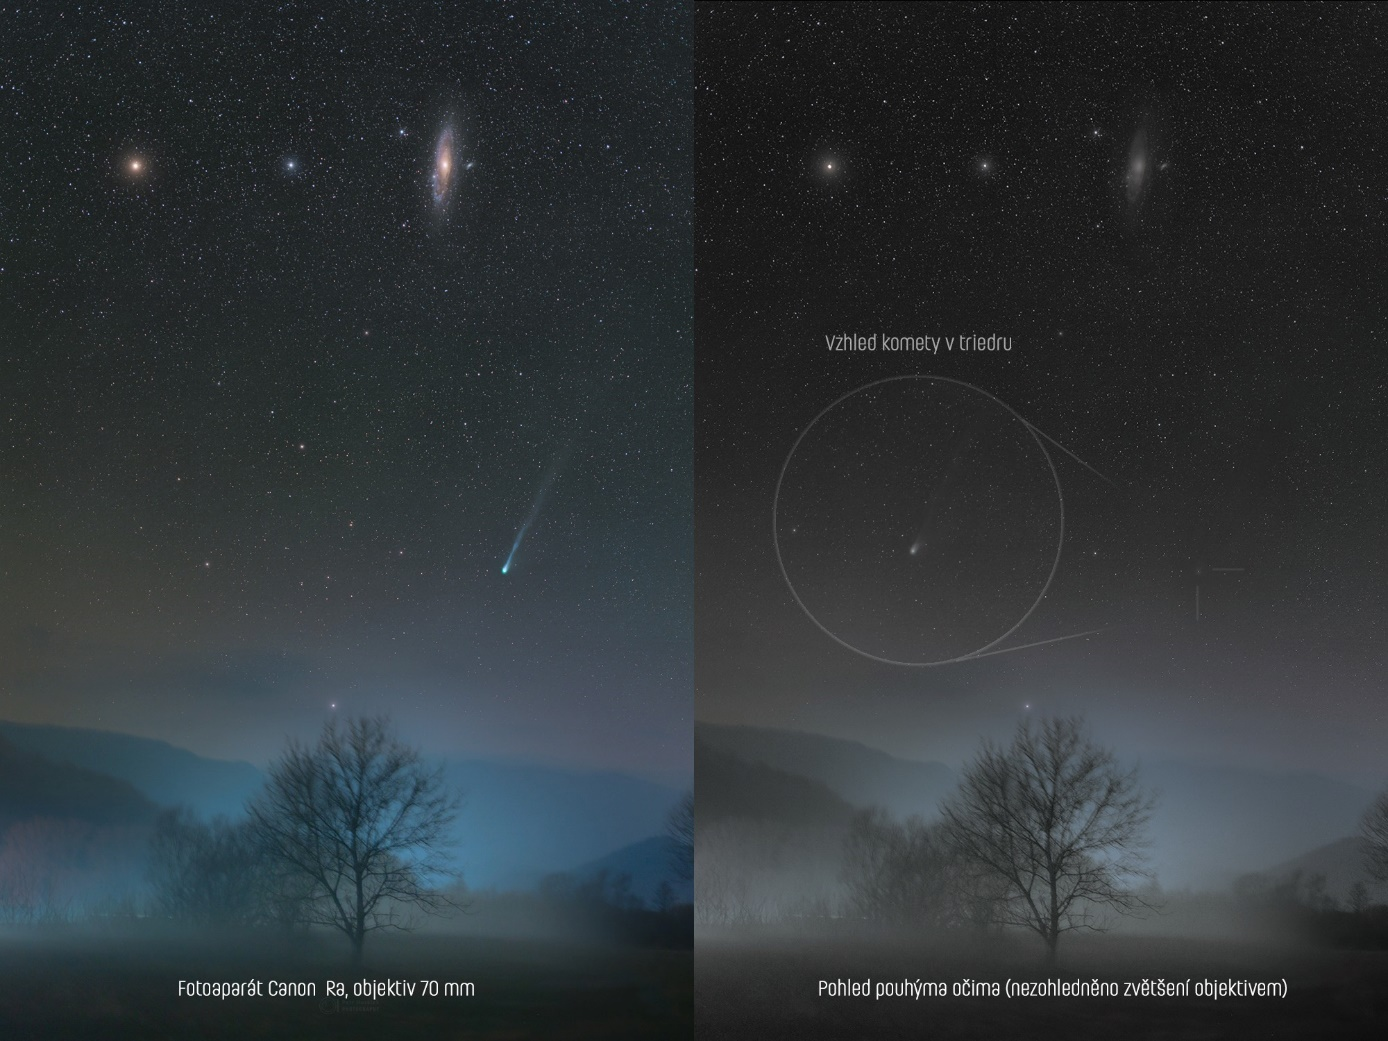 Vzhled komety v triedru
Fotoaparát Canon Ra, objektiv 70 mm
Pohled pouhýma očima (nezohledněno zvětšení objektivem)